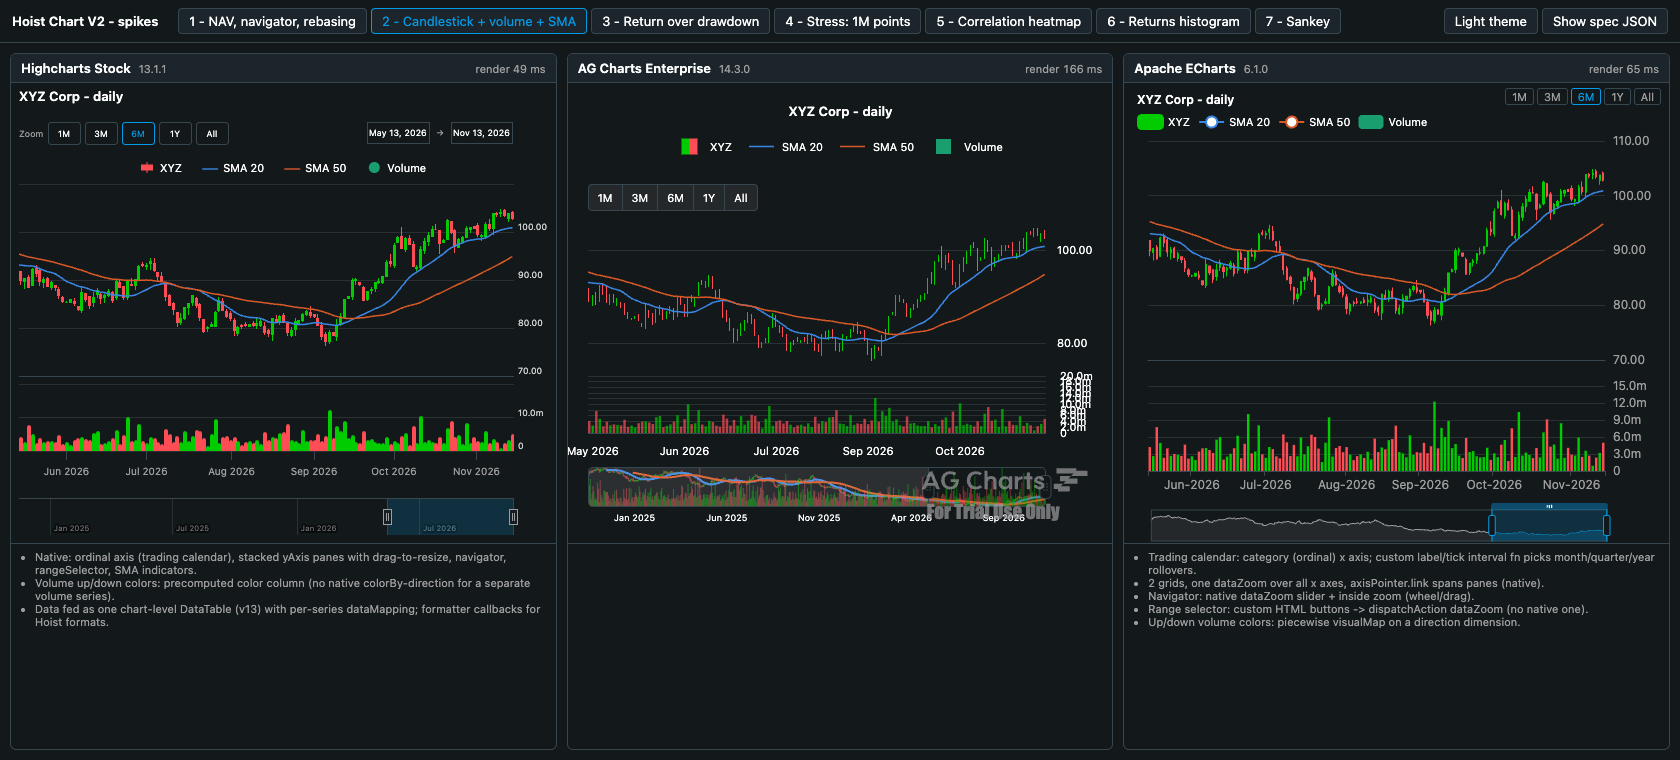 Hoist Chart V2 - spikes
1 - NAV, navigator, rebasing
2 - Candlestick + volume + SMA
3 - Return over drawdown
4 - Stress: 1M points
5 - Correlation heatmap
6 - Returns histogram
7 - Sankey
Light theme
Show spec JSON
Highcharts Stock 13.1.1
render 49 ms
XYZ Corp - daily
Zoom 1M 3M 6M 1Y All
May 13, 2026 → Nov 13, 2026
XYZ SMA 20 SMA 50 Volume
100.00
90.00
80.00
70.00
10.0m
0
Jun 2026 Jul 2026 Aug 2026 Sep 2026 Oct 2026 Nov 2026
Jan 2025 Jul 2025 Jan 2026 Jul 2026
• Native: ordinal axis (trading calendar), stacked yAxis panes with drag-to-resize, navigator,
rangeSelector, SMA indicators.
• Volume up/down colors: precomputed color column (no native colorBy-direction for a separate
volume series).
• Data fed as one chart-level DataTable (v13) with per-series dataMapping; formatter callbacks for
Hoist formats.
AG Charts Enterprise 14.3.0
render 166 ms
XYZ Corp - daily
XYZ SMA 20 SMA 50 Volume
1M 3M 6M 1Y All
100.00
80.00
20.0m
2.0m
0
May 2026 Jun 2026 Jul 2026 Sep 2026 Oct 2026
AG Charts
For Trial Use Only
Jan 2025 Jun 2025 Nov 2025 Apr 2026 Sep 2026
Apache ECharts 6.1.0
render 65 ms
XYZ Corp - daily
1M 3M 6M 1Y All
XYZ SMA 20 SMA 50 Volume
110.00
100.00
90.00
80.00
70.00
15.0m
12.0m
9.0m
6.0m
3.0m
0
Jun-2026 Jul-2026 Aug-2026 Sep-2026 Oct-2026 Nov-2026
• Trading calendar: category (ordinal) x axis; custom label/tick interval fn picks month/quarter/year
rollovers.
• 2 grids, one dataZoom over all x axes, axisPointer.link spans panes (native).
• Navigator: native dataZoom slider + inside zoom (wheel/drag).
• Range selector: custom HTML buttons -> dispatchAction dataZoom (no native one).
• Up/down volume colors: piecewise visualMap on a direction dimension.